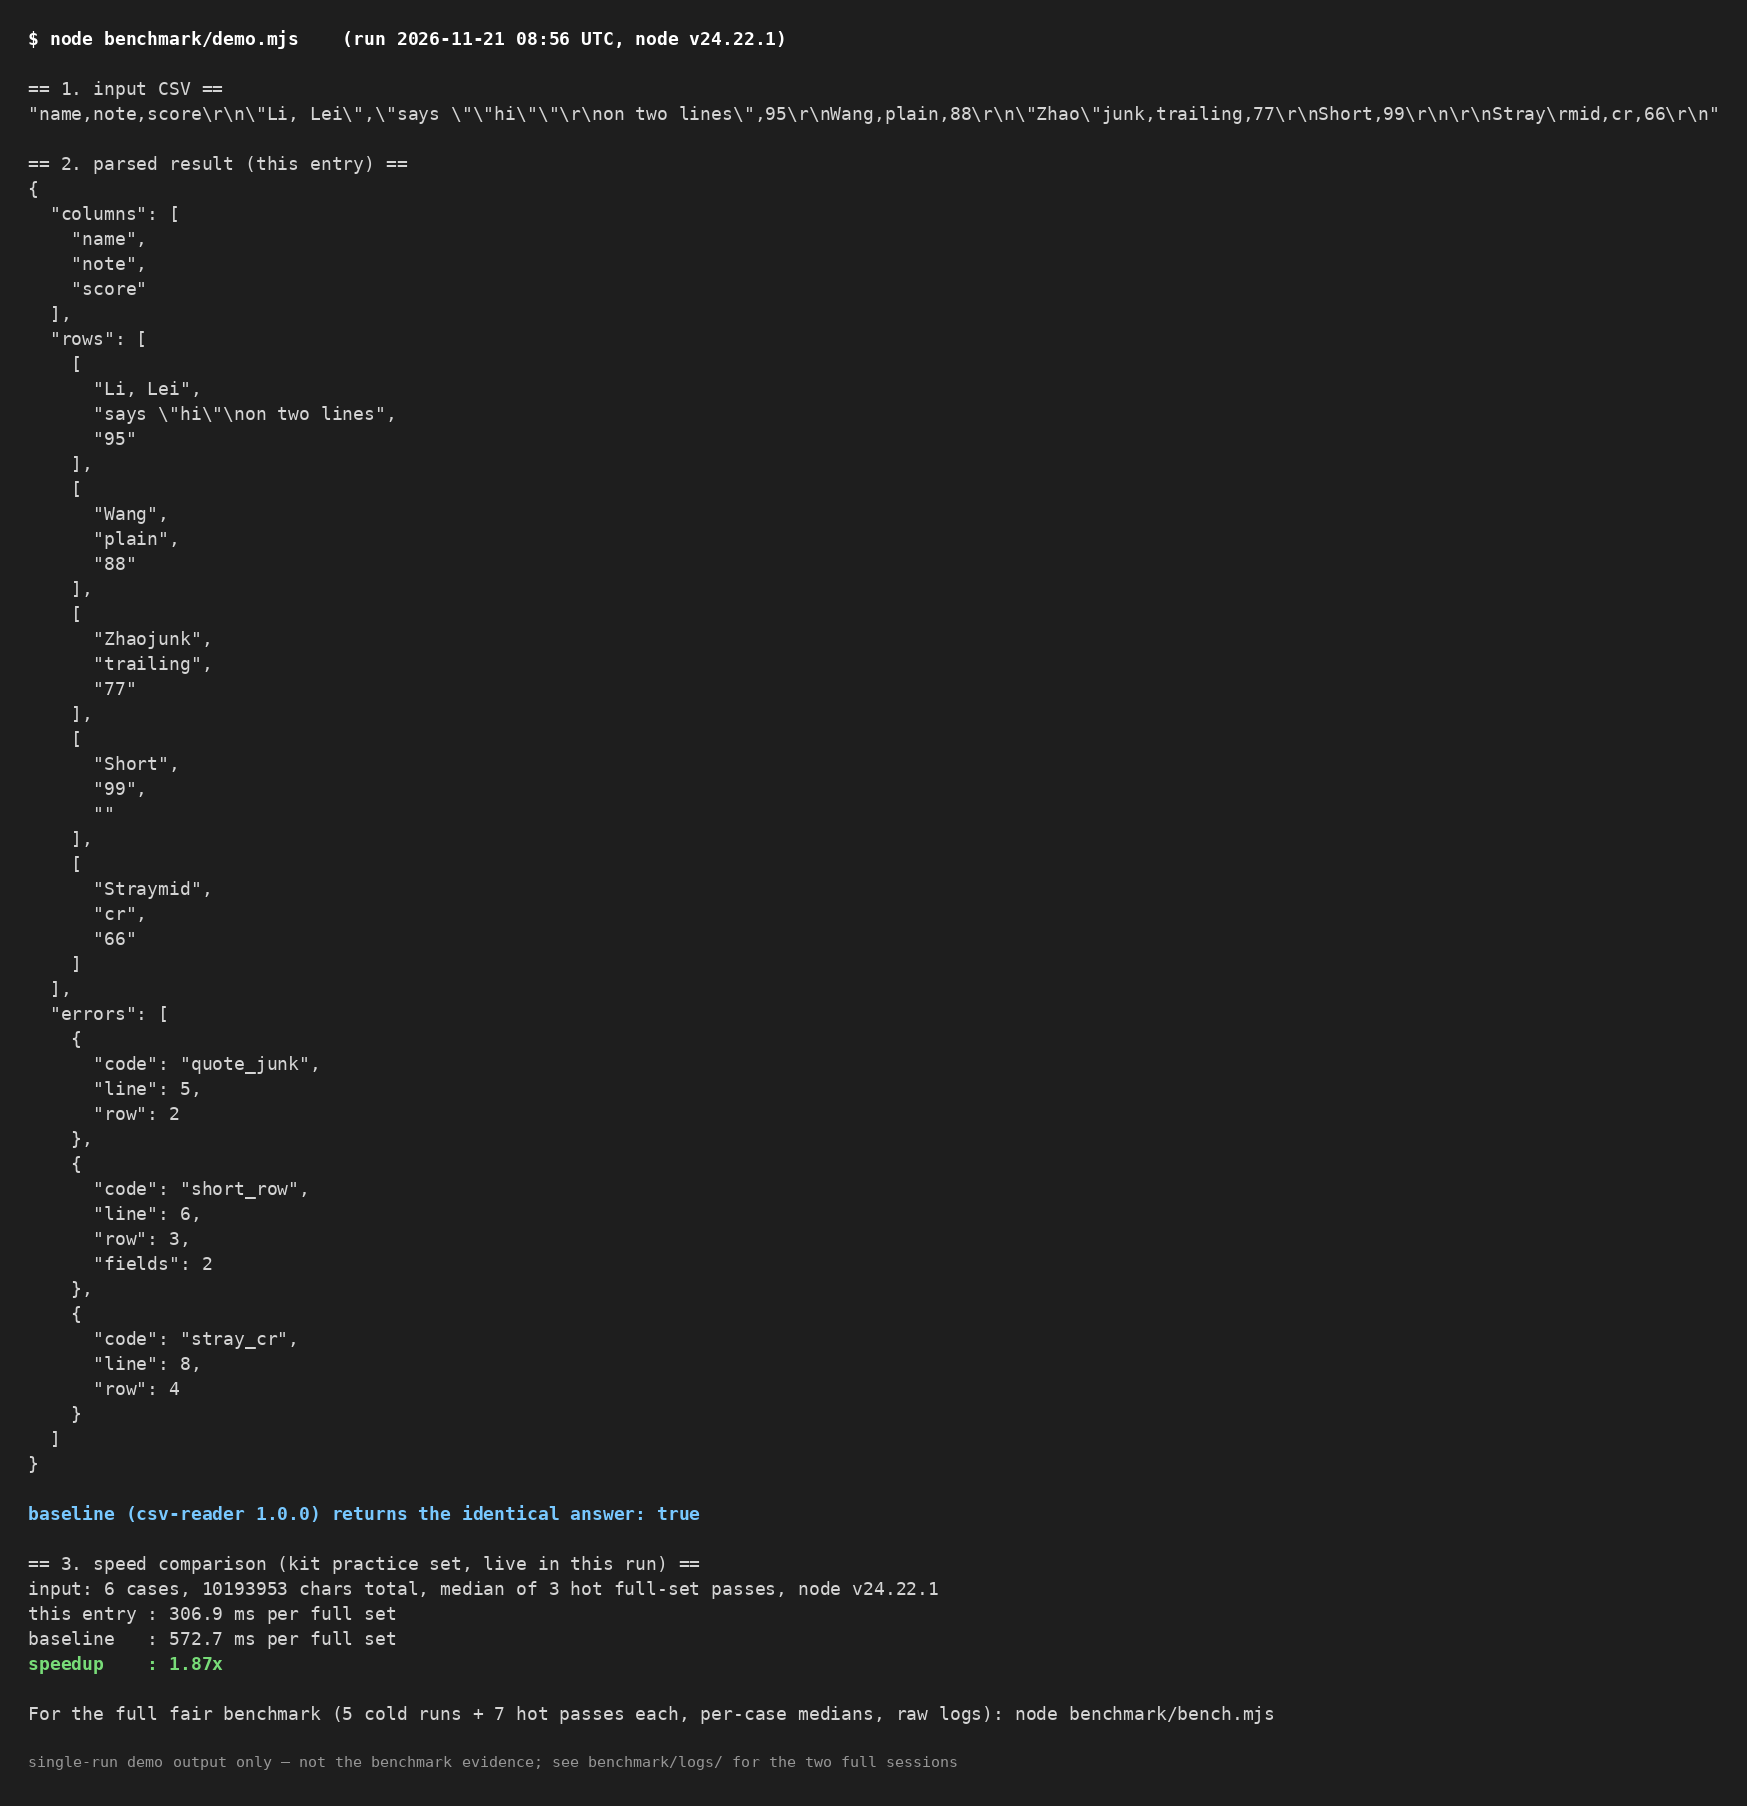 $ node benchmark/demo.mjs    (run 2026-11-21 08:56 UTC, node v24.22.1)
== 1. input CSV ==
"name,note,score\r\n\"Li, Lei\",\"says \"\"hi\"\"\r\non two lines\",95\r\nWang,plain,88\r\n\"Zhao\"junk,trailing,77\r\nShort,99\r\n\r\nStray\rmid,cr,66\r\n"
== 2. parsed result (this entry) ==
{
  "columns": [
    "name",
    "note",
    "score"
  ],
  "rows": [
    [
      "Li, Lei",
      "says \"hi\"\non two lines",
      "95"
    ],
    [
      "Wang",
      "plain",
      "88"
    ],
    [
      "Zhaojunk",
      "trailing",
      "77"
    ],
    [
      "Short",
      "99",
      ""
    ],
    [
      "Straymid",
      "cr",
      "66"
    ]
  ],
  "errors": [
    {
      "code": "quote_junk",
      "line": 5,
      "row": 2
    },
    {
      "code": "short_row",
      "line": 6,
      "row": 3,
      "fields": 2
    },
    {
      "code": "stray_cr",
      "line": 8,
      "row": 4
    }
  ]
}
baseline (csv-reader 1.0.0) returns the identical answer: true
== 3. speed comparison (kit practice set, live in this run) ==
input: 6 cases, 10193953 chars total, median of 3 hot full-set passes, node v24.22.1
this entry : 306.9 ms per full set
baseline   : 572.7 ms per full set
speedup    : 1.87x
For the full fair benchmark (5 cold runs + 7 hot passes each, per-case medians, raw logs): node benchmark/bench.mjs
single-run demo output only — not the benchmark evidence; see benchmark/logs/ for the two full sessions